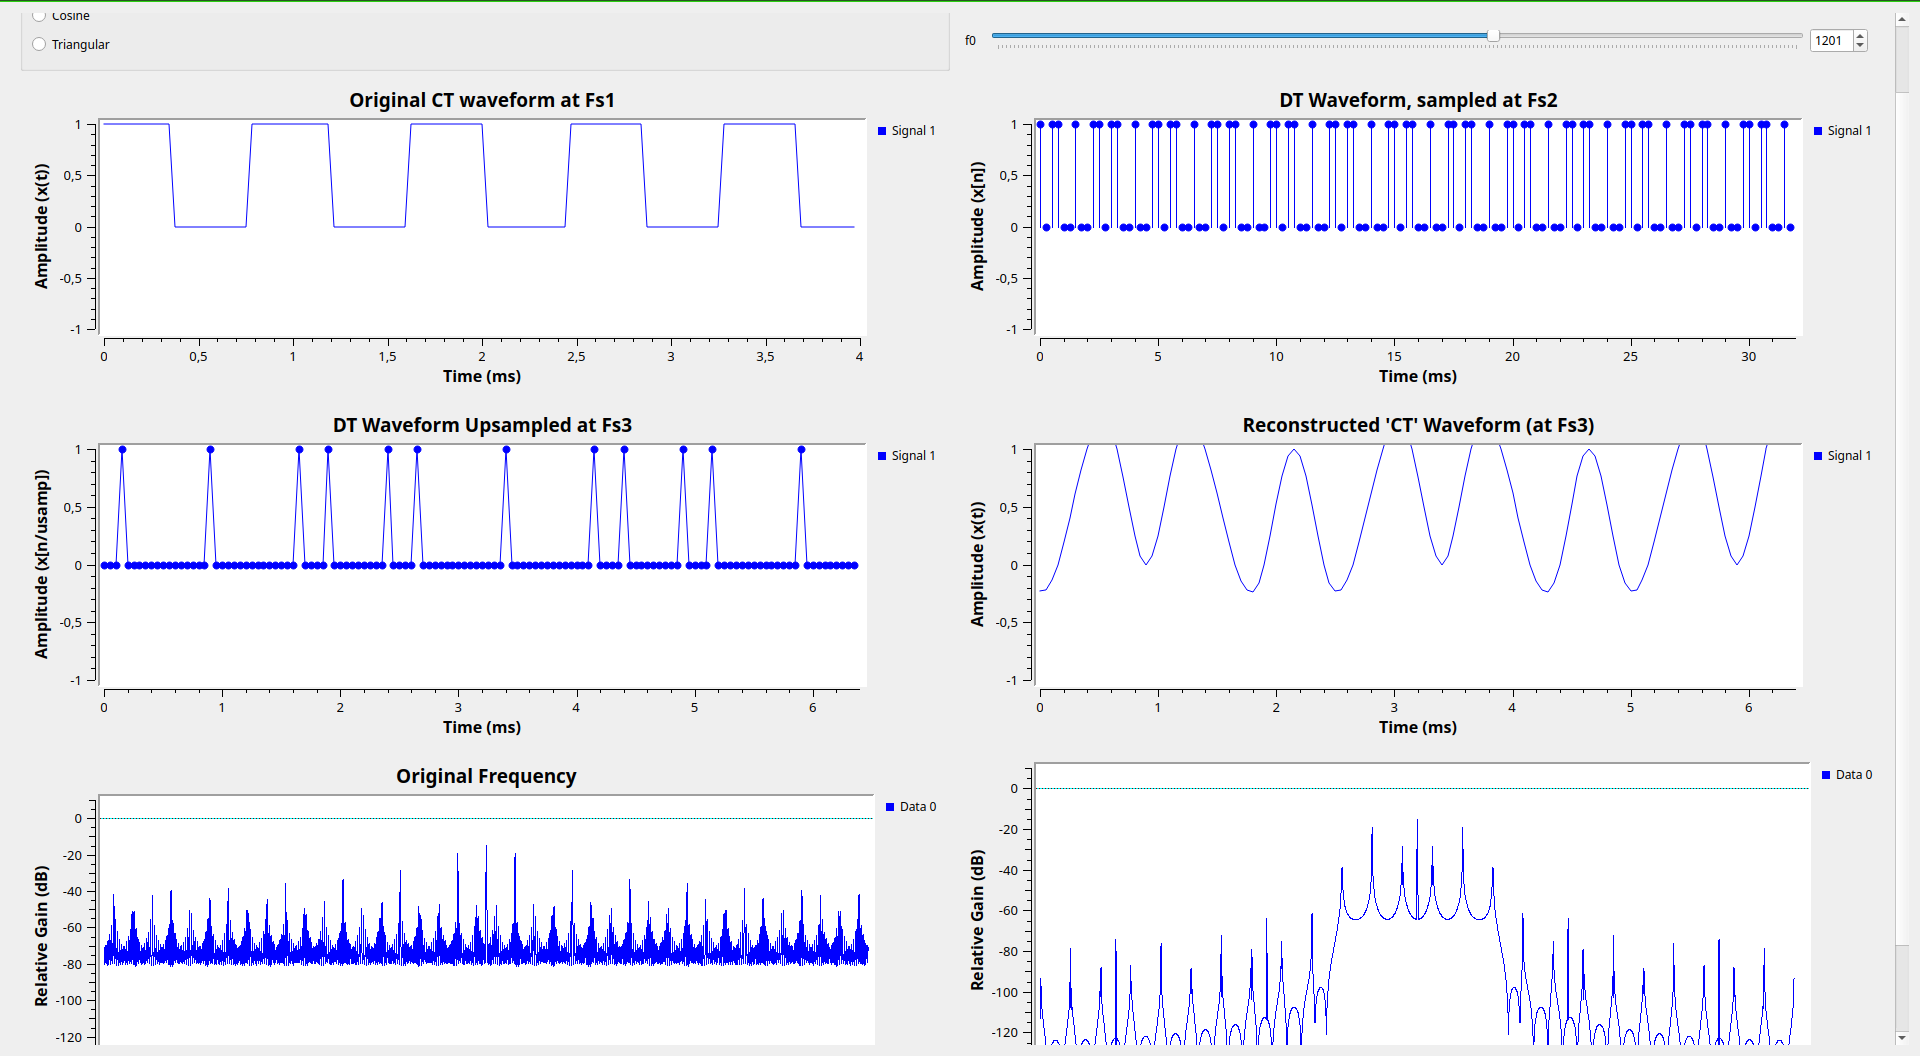 Cosine
Triangular
f0
1201
Original CT waveform at Fs1
Amplitude (x(t))
1
0,5
0
-0,5
-1
0 0,5 1 1,5 2 2,5 3 3,5 4
Time (ms)
Signal 1
DT Waveform, sampled at Fs2
Amplitude (x[n])
1
0,5
0
-0,5
-1
0 5 10 15 20 25 30
Time (ms)
Signal 1
DT Waveform Upsampled at Fs3
Amplitude (x[n/usamp])
1
0,5
0
-0,5
-1
0 1 2 3 4 5 6
Time (ms)
Signal 1
Reconstructed 'CT' Waveform (at Fs3)
Amplitude (x(t))
1
0,5
0
-0,5
-1
0 1 2 3 4 5 6
Time (ms)
Signal 1
Original Frequency
Relative Gain (dB)
0
-20
-40
-60
-80
-100
-120
Data 0
Relative Gain (dB)
0
-20
-40
-60
-80
-100
-120
Data 0